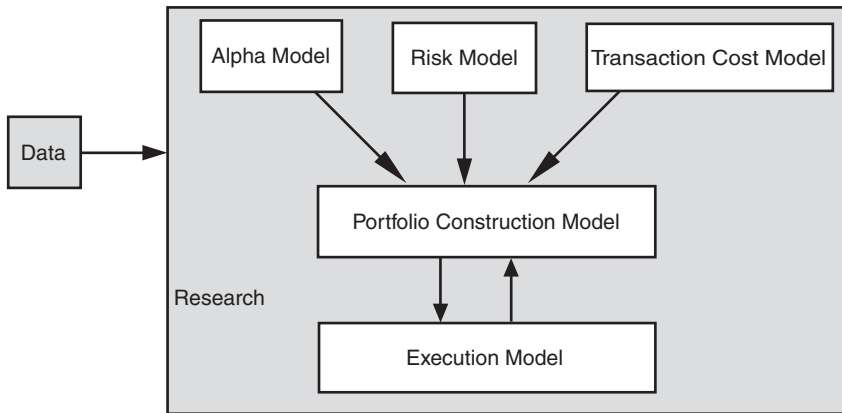 Alpha Model
Risk Model
Transaction Cost Model
Data
Portfolio Construction Model
Research
Execution Model